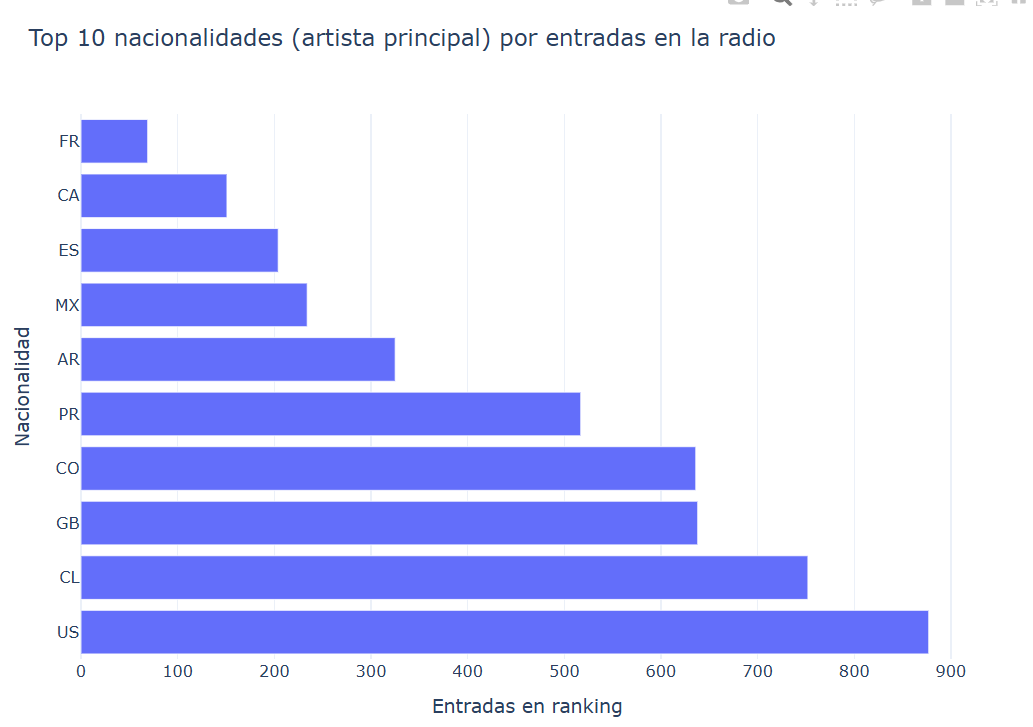 Top 10 nacionalidades (artista principal) por entradas en la radio
Nacionalidad
FR
CA
ES
MX
AR
PR
CO
GB
CL
US
0 100 200 300 400 500 600 700 800 900
Entradas en ranking